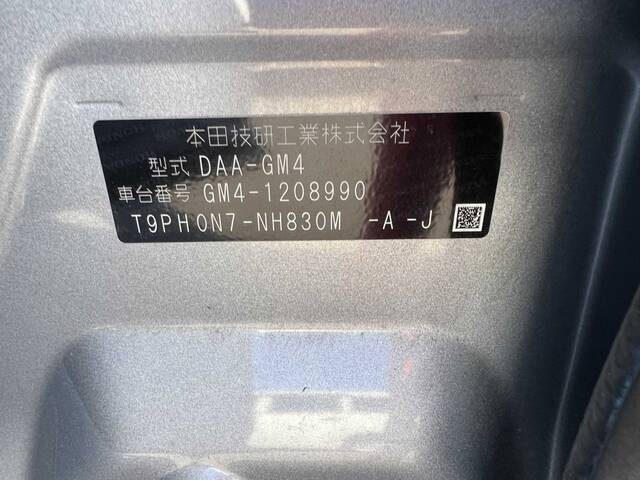 本田技研工業株式会社
型式 DAA-GM4
車台番号 GM4-1208990
T9PH0N7-NH830M -A-J